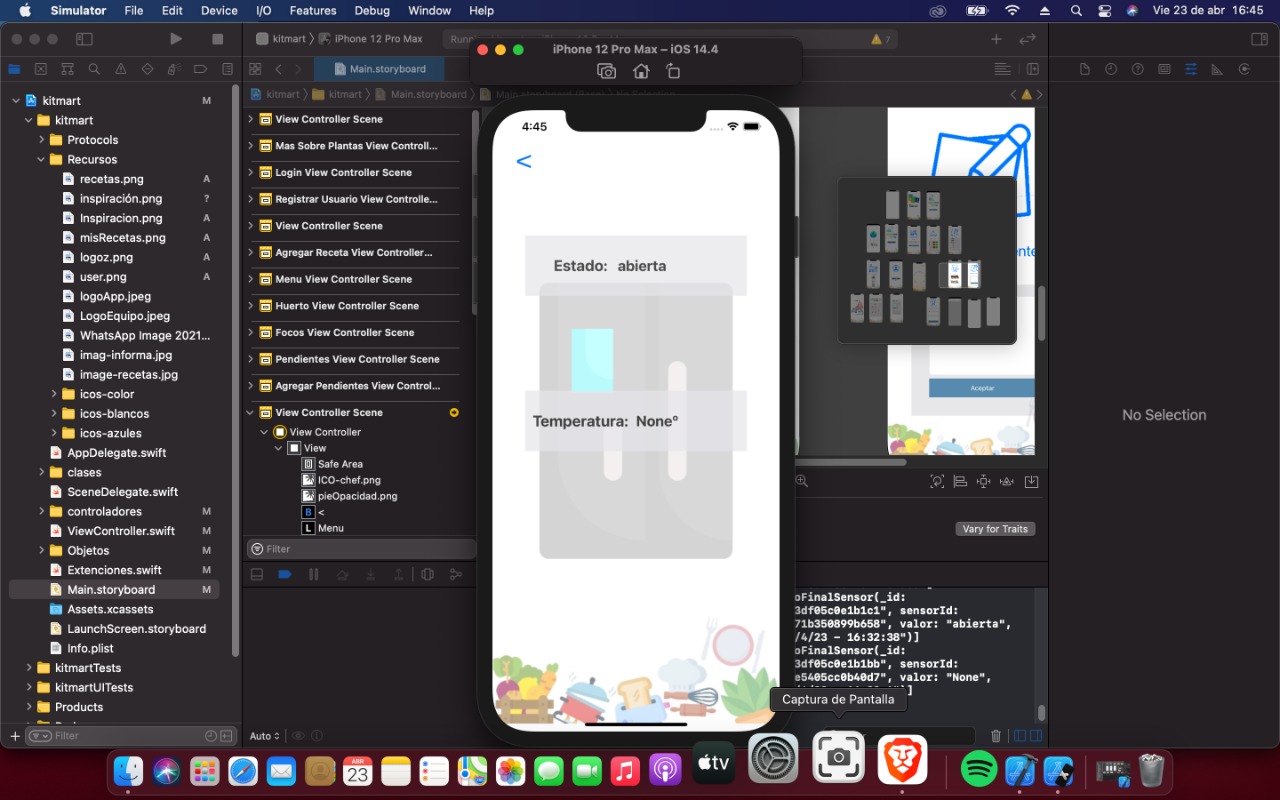 Simulator File Edit Device I/O Features Debug Window Help Vie 23 de abr 16:45
kitmart iPhone 12 Pro Max
7
iPhone 12 Pro Max – iOS 14.4
Main.storyboard
kitmart kitmart Main.storyboard
No Selection
kitmart M
kitmart
Protocols
Recursos
recetas.png A
inspiración.png ?
Inspiracion.png A
misRecetas.png A
logoz.png A
user.png A
logoApp.jpeg
LogoEquipo.jpeg
WhatsApp Image 2021...
imag-informa.jpg
image-recetas.jpg
icos-color
icos-blancos
icos-azules
AppDelegate.swift
clases
SceneDelegate.swift
controladores M
ViewController.swift M
Objetos M
Extenciones.swift M
Main.storyboard M
Assets.xcassets
LaunchScreen.storyboard
Info.plist
kitmartTests
kitmartUITests
Products
Filter
View Controller Scene
Mas Sobre Plantas View Controll...
Login View Controller Scene
Registrar Usuario View Controlle...
View Controller Scene
Agregar Receta View Controller...
Menu View Controller Scene
Huerto View Controller Scene
Focos View Controller Scene
Pendientes View Controller Scene
Agregar Pendientes View Control...
View Controller Scene
View Controller
View
Safe Area
ICO-chef.png
pieOpacidad.png
B <
L Menu
Filter
Auto
4:45
<
Estado: abierta
Temperatura: None°
Aceptar
Vary for Traits
oFinalSensor(_id:
3df05c0e1b1c1", sensorId:
71b350899b658", valor: "abierta",
/4/23 - 16:32:38")]
oFinalSensor(_id:
3df05c0e1b1bb", sensorId:
e5405cc0b40d7", valor: "None",
Captura de Pantalla
No Selection
ABR
23
tv